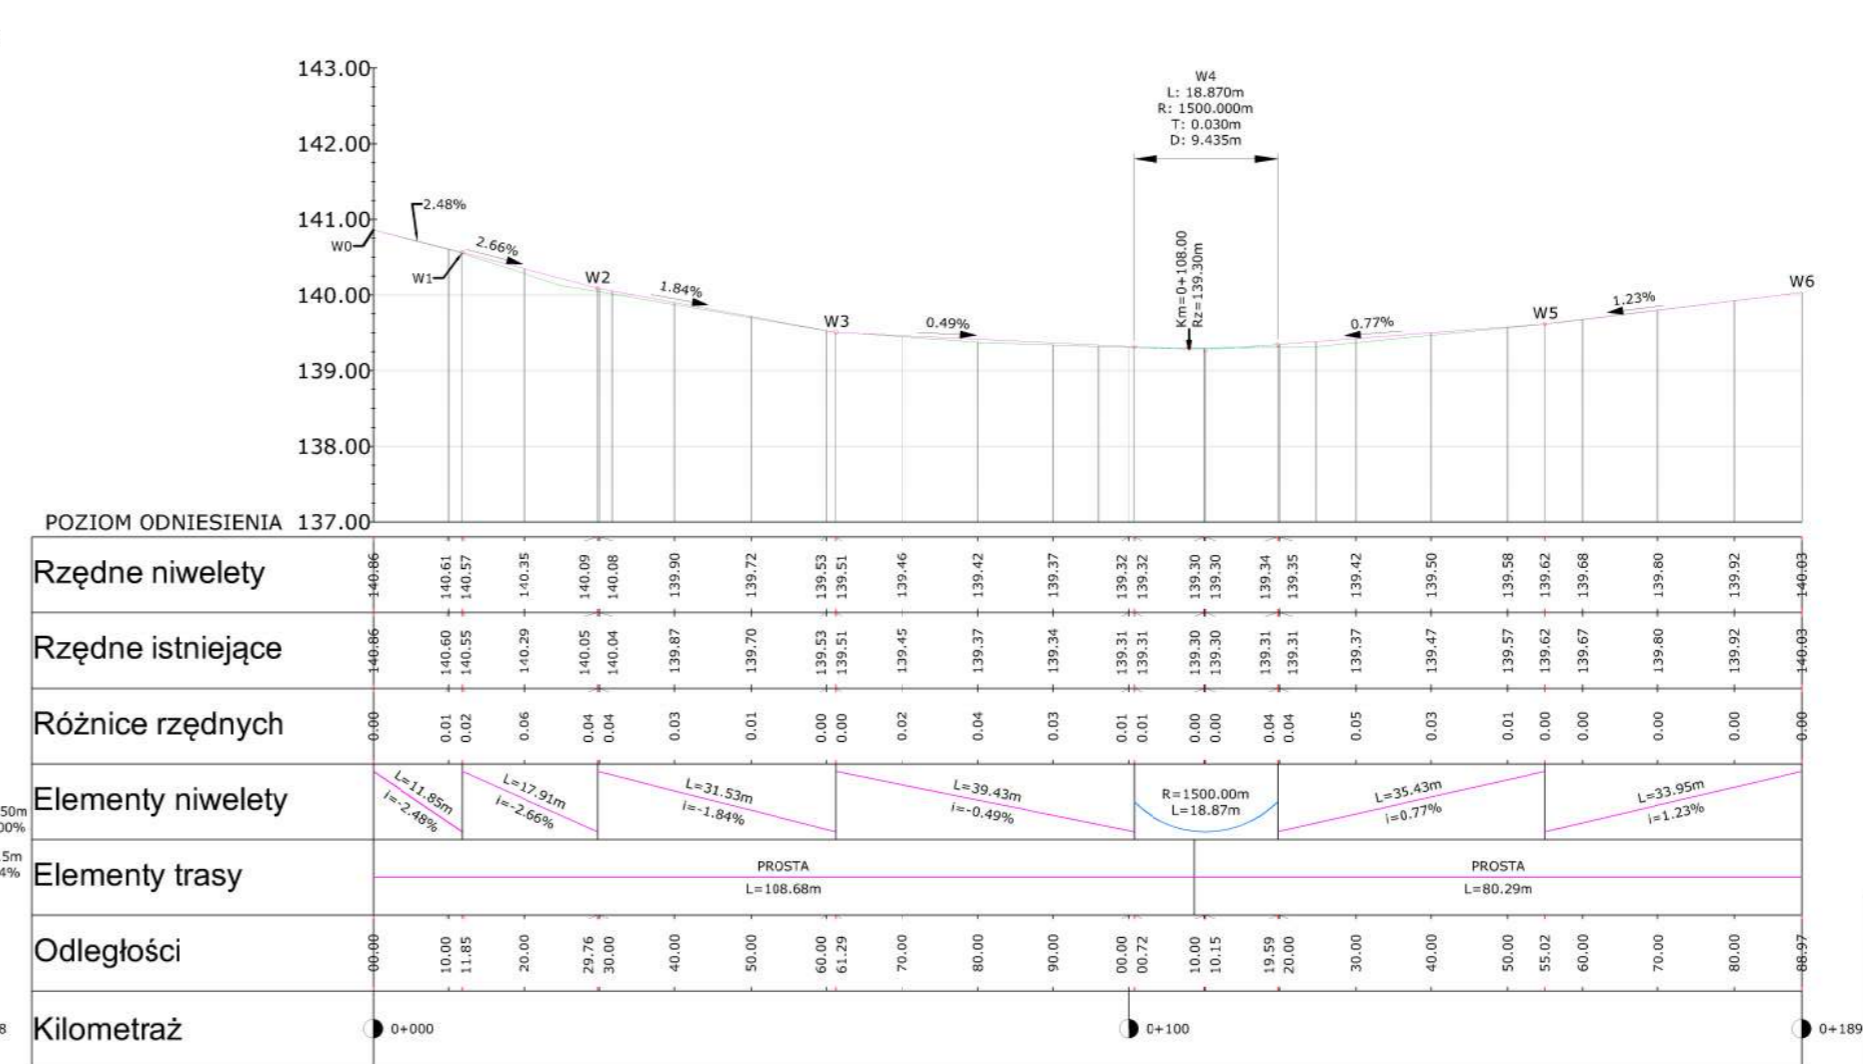 143.00
142.00
141.00
140.00
139.00
138.00
POZIOM ODNIESIENIA 137.00
W4
L: 18.870m
R: 1500.000m
T: 0.030m
D: 9.435m
W0
2.48%
W1
2.66%
W2
1.84%
W3
0.49%
Km=0+108.00
Rz=139.30m
0.77%
W5
1.23%
W6
Rzędne niwelety
140.86 140.61 140.57 140.35 140.09 140.08 139.90 139.72 139.53 139.51 139.46 139.42 139.37 139.32 139.32 139.30 139.30 139.34 139.35 139.42 139.50 139.58 139.62 139.68 139.80 139.92 140.03
Rzędne istniejące
140.86 140.60 140.55 140.29 140.05 140.04 139.87 139.70 139.53 139.51 139.45 139.37 139.34 139.31 139.31 139.30 139.30 139.31 139.31 139.37 139.47 139.57 139.62 139.67 139.80 139.92 140.03
Różnice rzędnych
0.00 0.01 0.02 0.06 0.04 0.04 0.03 0.01 0.00 0.00 0.02 0.04 0.03 0.01 0.01 0.00 0.00 0.04 0.04 0.05 0.03 0.01 0.00 0.00 0.00 0.00 0.00
50m
00%
Elementy niwelety
L=11.85m
i=-2.48%
L=17.91m
i=-2.66%
L=31.53m
i=-1.84%
L=39.43m
i=-0.49%
R=1500.00m
L=18.87m
L=35.43m
i=0.77%
L=33.95m
i=1.23%
5m
4%
Elementy trasy
PROSTA
L=108.68m
PROSTA
L=80.29m
Odległości
00.00 10.00 11.85 20.00 29.76 30.00 40.00 50.00 60.00 61.29 70.00 80.00 90.00 00.00 00.72 10.00 10.15 19.59 20.00 30.00 40.00 50.00 55.02 60.00 70.00 80.00 88.97
8
Kilometraż
0+000 0+100 0+189